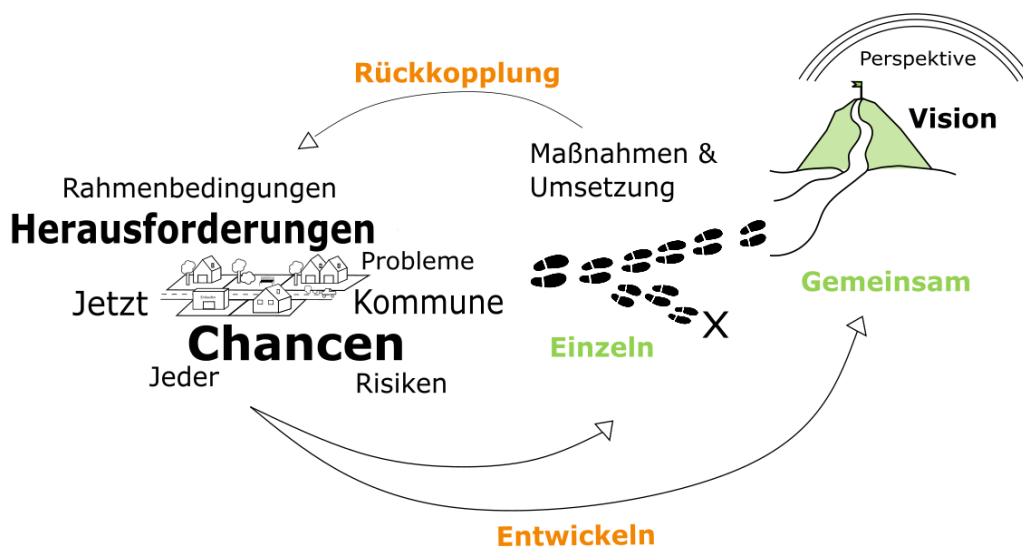 Perspektive
Vision
Rückkopplung
Maßnahmen &
Umsetzung
Rahmenbedingungen
Herausforderungen
Probleme
Jetzt
Kommune
Chancen
Jeder
Risiken
Gemeinsam
Einzeln
X
Entwickeln